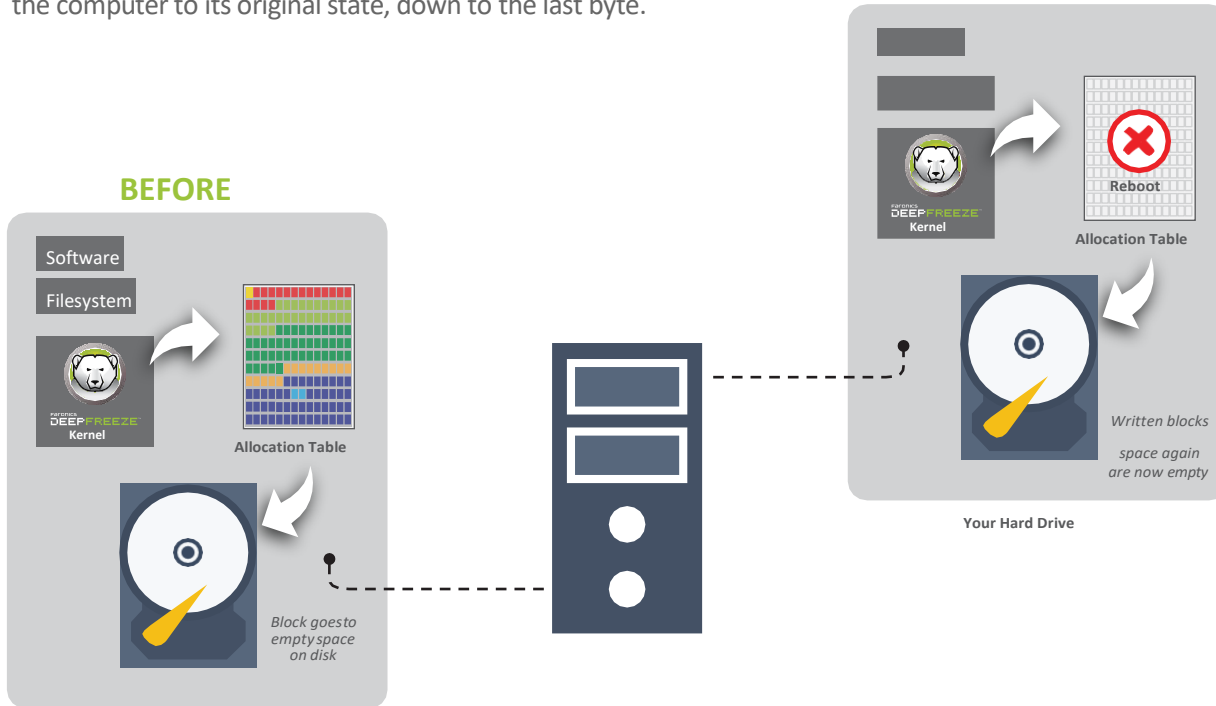 the computer to its original state, down to the last byte.
BEFORE
Software
Filesystem
Faronics
DEEPFREEZE
Kernel
Allocation Table
Block goesto
empty space
on disk
Faronics
DEEPFREEZE
Kernel
Reboot
Allocation Table
Written blocks
space again
are now empty
Your Hard Drive